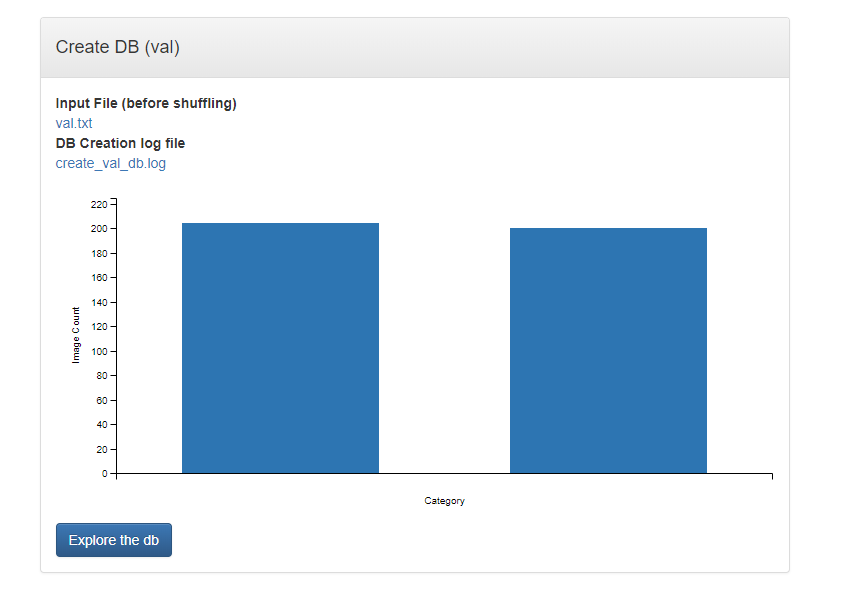 Create DB (val)
Input File (before shuffling)
val.txt
DB Creation log file
create_val_db.log
220
200
180
160
140
120
100
80
60
40
20
0
Image Count
Category
Explore the db